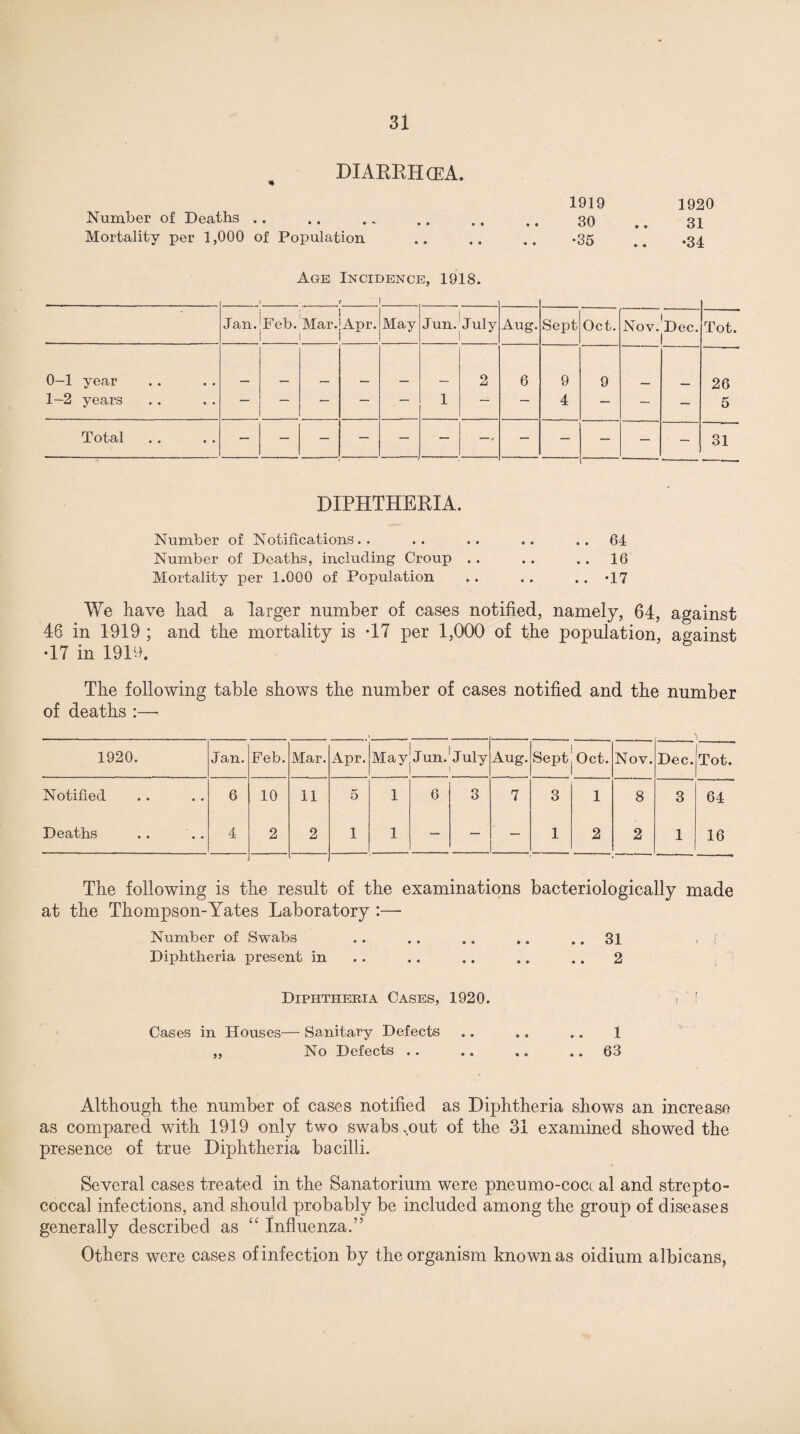 31
DIARRHŒA.
1919 1920
Number of Deaths .. .. .. .. .. .. 30 .. 31
Mortality per 1,000 of Population .. .. .. ·35 .. ·34
Age Incidence, 1918.
Jan. Feb. Mar. Apr. May Jun. July Aug. Sept Oct. Nov. Dec. Tot.
0–1 year .. .. – – – – – – 2 6 9 9 – – 26
1–2 years .. .. – – – – – 1 – – 4 – – – 5
Total .. .. – – – – – – – – – – – – 31
DIPHTHERIA.
Number of Notifications.. .. .. .. .. 64
Number of Deaths, including Croup .. .. .. 16
Mortality per 1.000 of Population .. .. .. ·17
We have had a larger number of cases notified, namely, 64, against
46 in 1919 ; and the mortality is ·17 per 1,000 of the population, against
·17 in 1919.
The following table shows the number of cases notified and the number
of deaths :—
1920. Jan. Feb. Mar. Apr. May Jun. July Aug. Sept Oct. Nov. Dec. Tot.
Notified .. .. 6 10 11 5 1 6 3 7 3 1 8 3 64
Deaths .. .. 4 2 2 1 1 – – – 1 2 2 1 16
The following is the result of the examinations bacteriologically made
at the Thompson-Yates Laboratory :—
Number of Swabs .. .. .. .. .. 31
Diphtheria present in .. .. .. .. .. 2
Diphtheria Cases, 1920.
Cases in Houses— Sanitary Defects .. .. .. 1
„ No Defects .. .. .. .. 63
Although the number of cases notified as Diphtheria shows an increase
as compared with 1919 only two swabs out of the 31 examined showed the
presence of true Diphtheria bacilli.
Several cases treated in the Sanatorium were pneumo-coccal and strepto-
coccal infections, and should probably be included among the group of diseases
generally described as “ Influenza.”
Others were cases of infection by the organism known as oidium albicans,